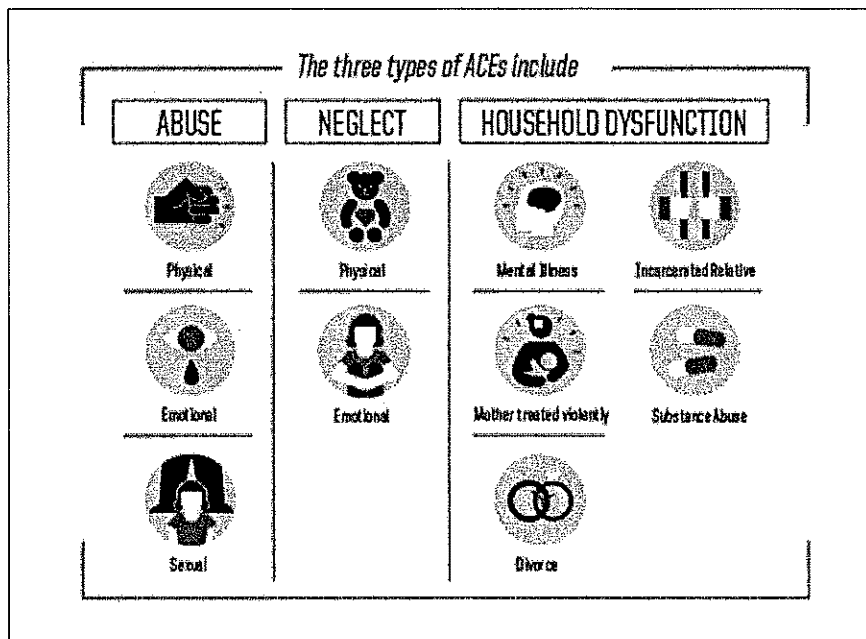 The three types of ACEs include
ABUSE
NEGLECT
HOUSEHOLD DYSFUNCTION
Physical
Physical
Mental Illness
Incarcerated Relative
Emotional
Emotional
Mother treated violently
Substance Abuse
Sexual
Divorce